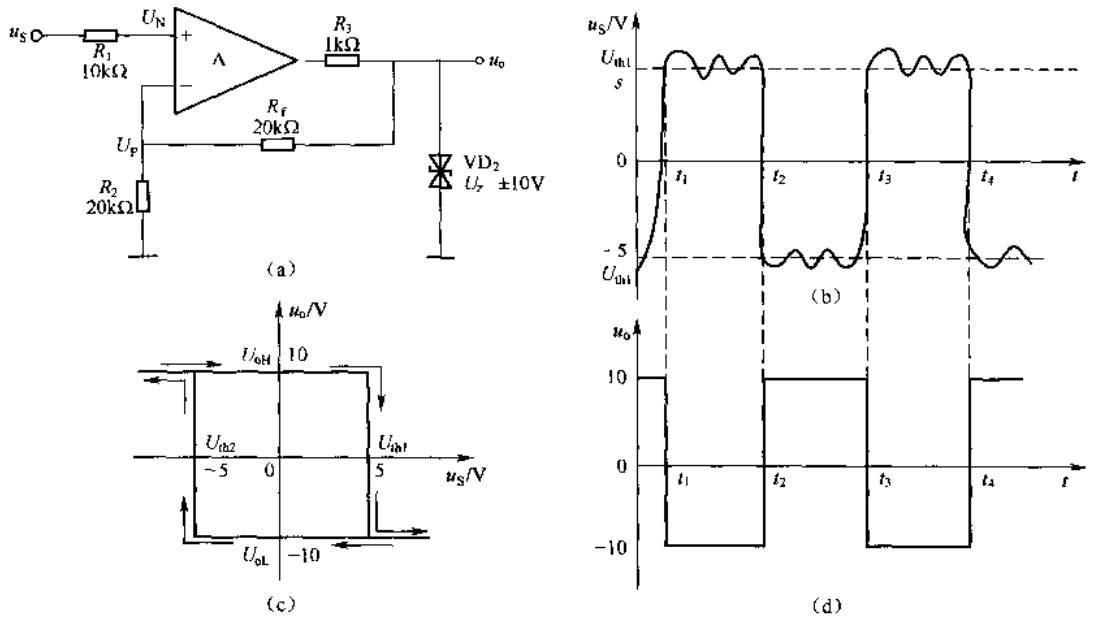 u_S
U_N
R_1
10kΩ
+
−
A
R_3
1kΩ
u_o
R_f
20kΩ
U_P
R_2
20kΩ
VD_2
U_Z ±10V
(a)
u_S/V
U_th1
s
0
t_1
t_2
t_3
t_4
t
-5
(b)
u_o/V
U_oH
10
U_th2
-5
0
U_th1
5
u_S/V
U_oL
-10
(c)
u_o
10
0
t_1
t_2
t_3
t_4
t
-10
(d)